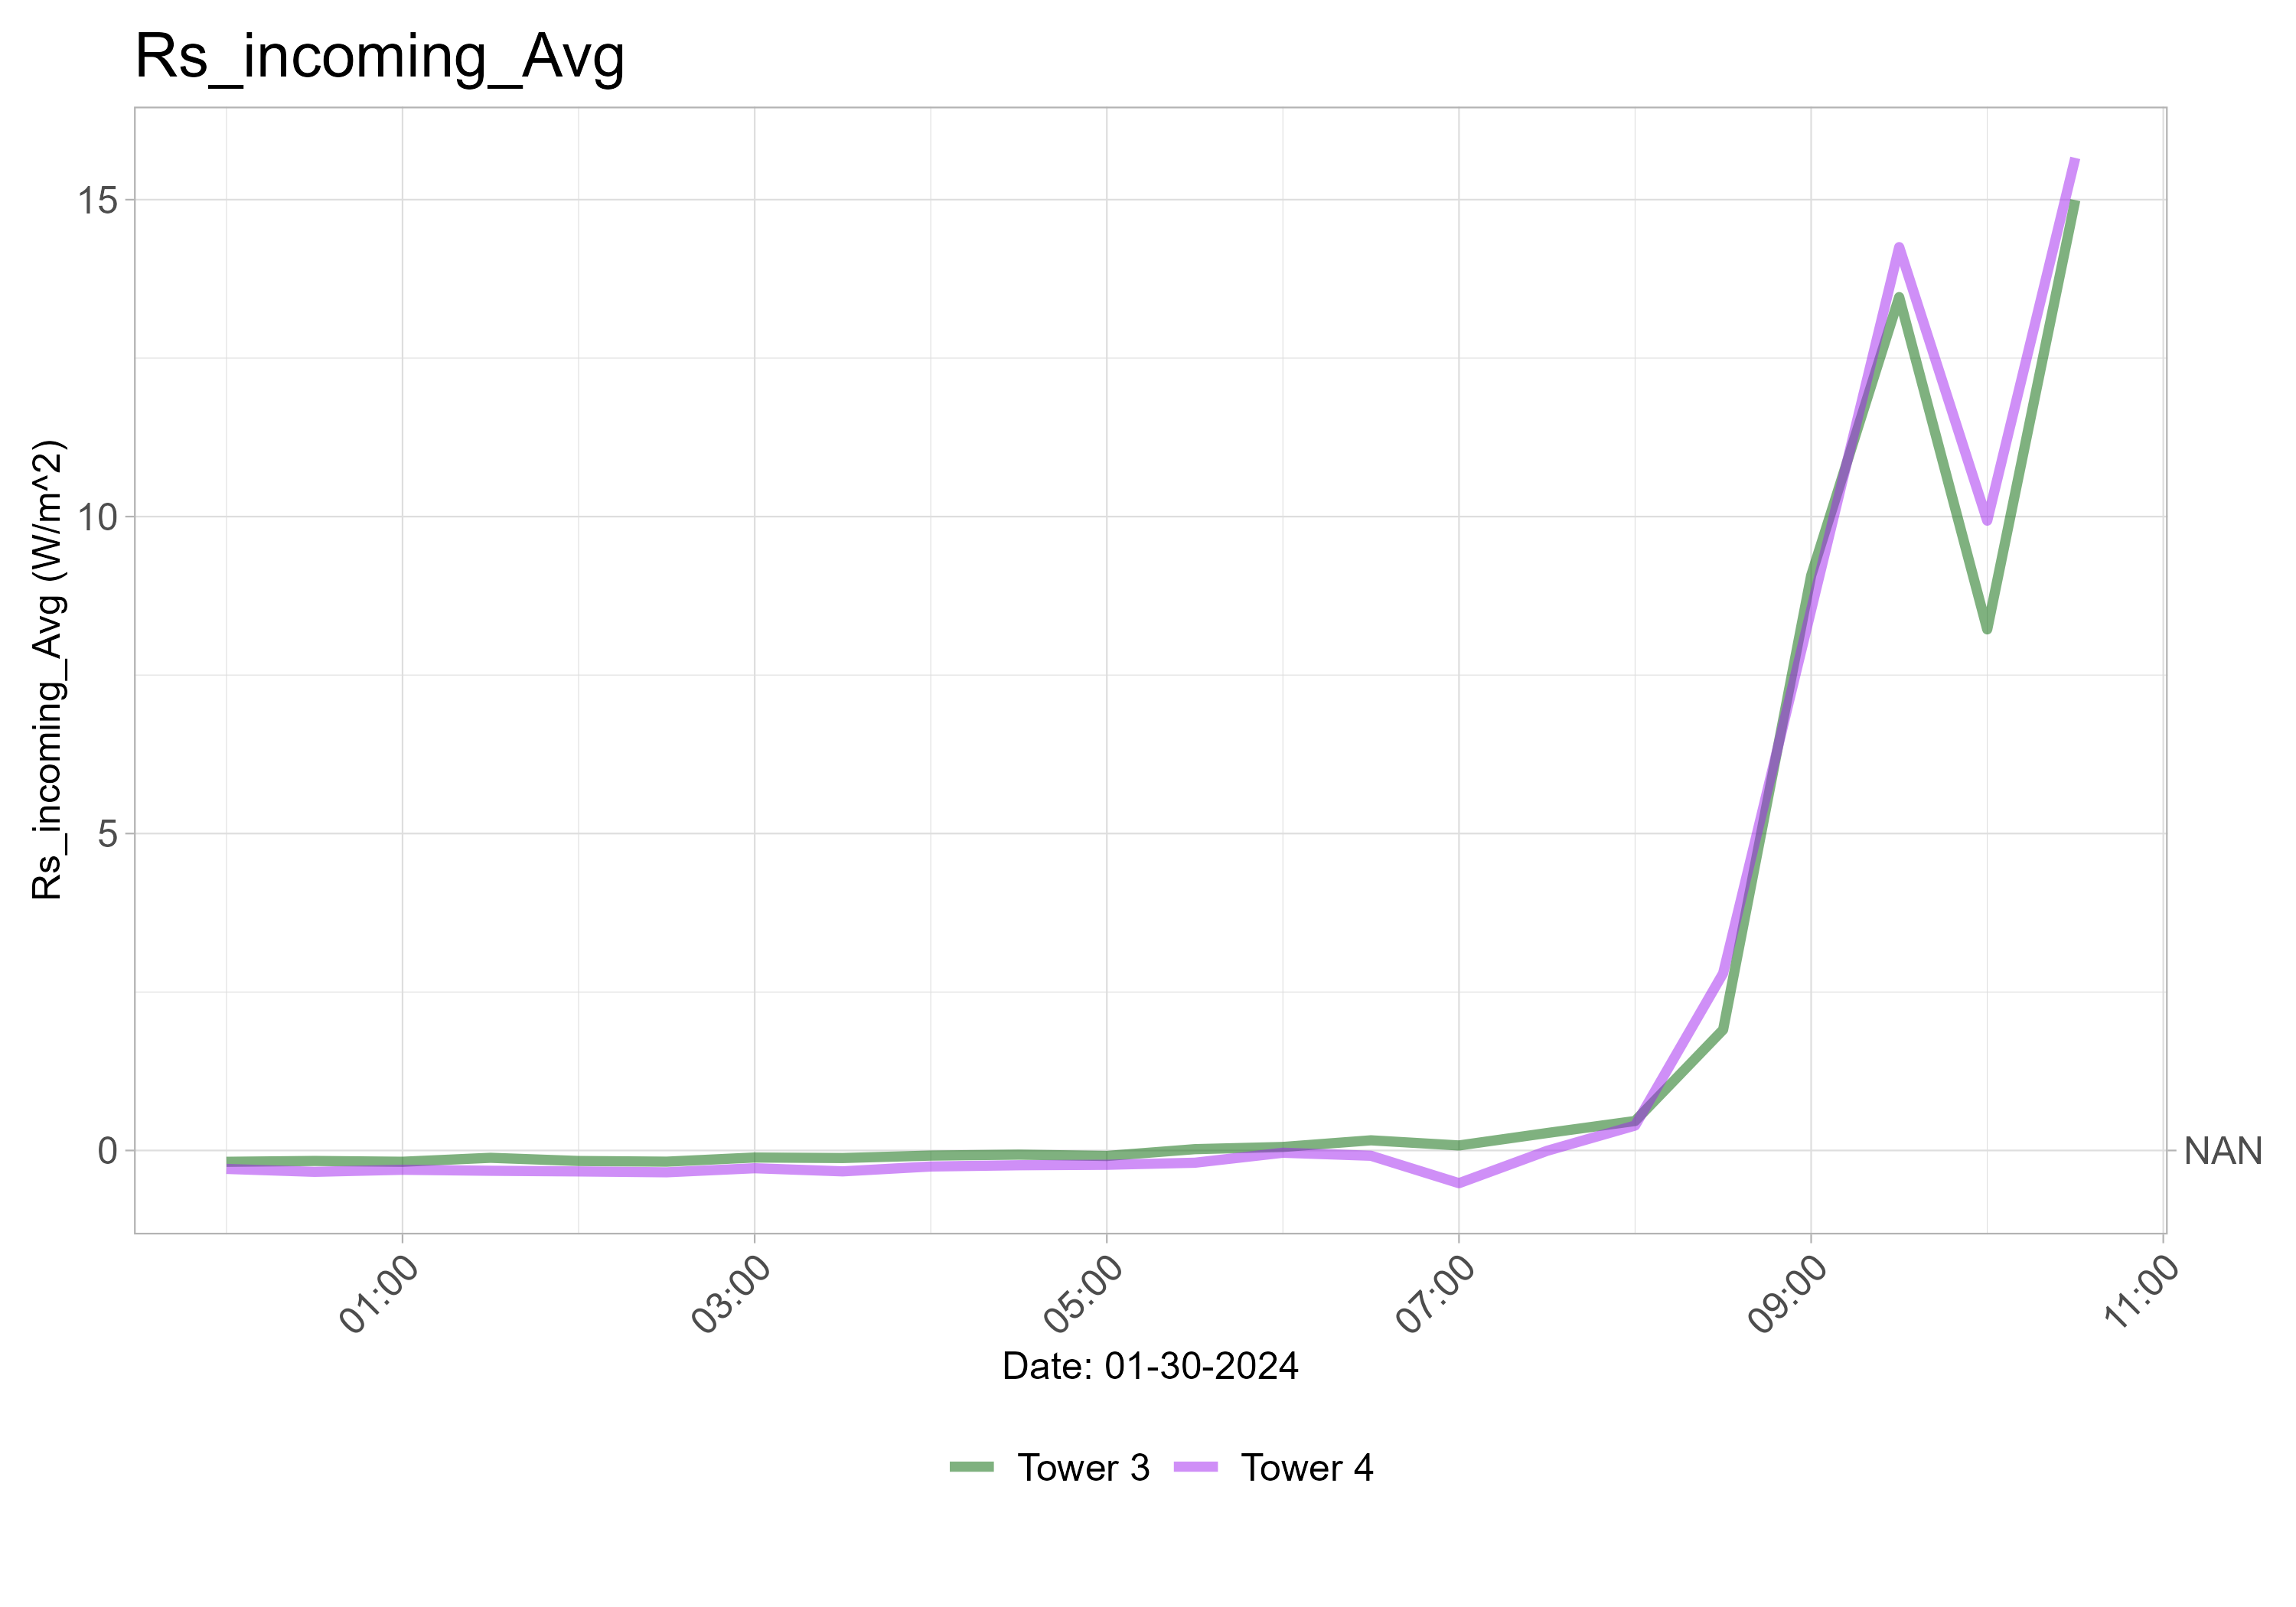 Rs_incoming_Avg
Rs_incoming_Avg (W/m^2)
15
10
5
0
NAN
01:00
03:00
05:00
07:00
09:00
11:00
Date: 01-30-2024
Tower 3
Tower 4